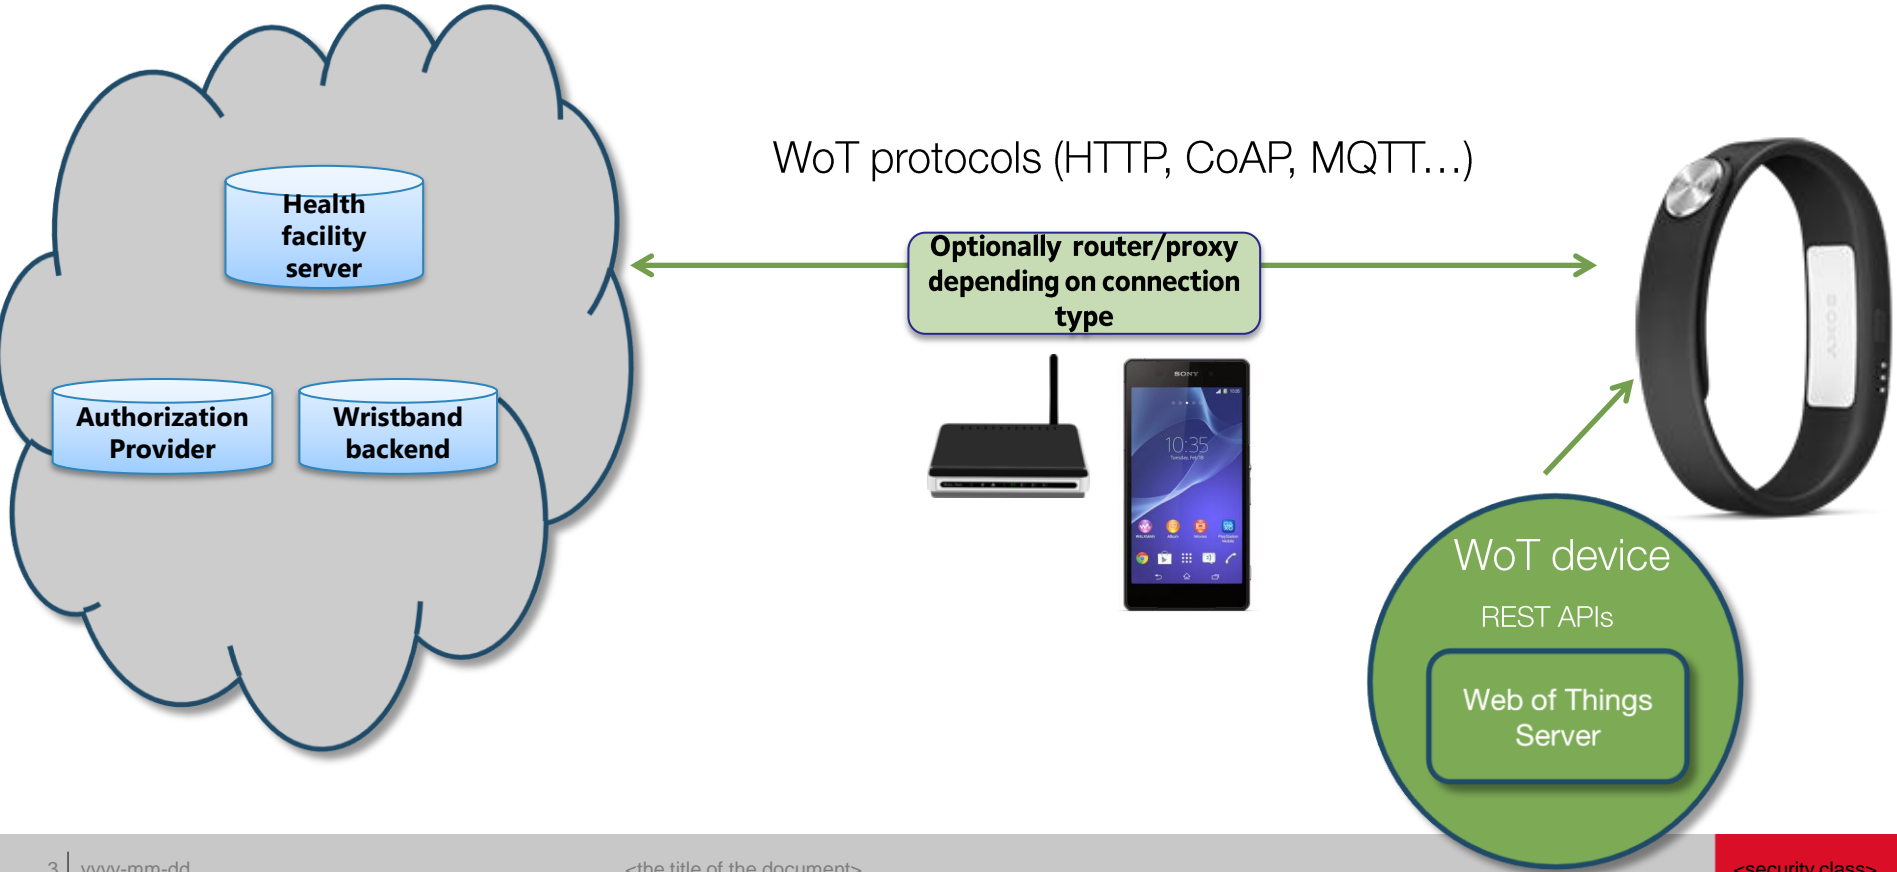 WoT protocols (HTTP, CoAP, MQTT...)
Health
facility
server
Optionally router/proxy
depending on connection
type
Authorization
Provider
Wristband
backend
SONY
10:35
SONY
WoT device
REST APIs
Web of Things
Server
3
yyyy-mm-dd
<the title of the document>
<security class>